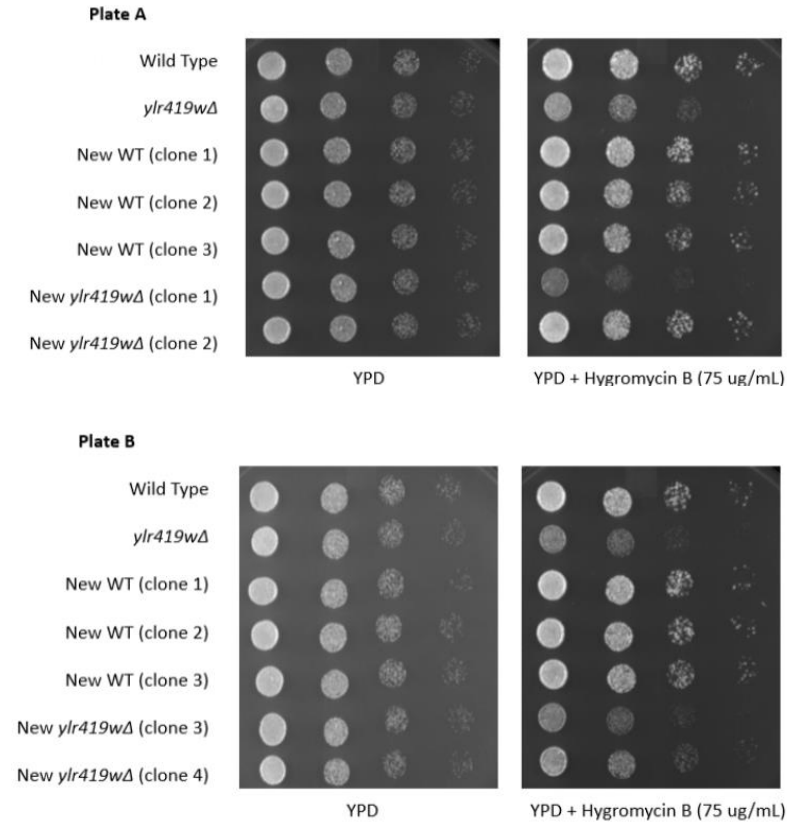 Plate A
Wild Type
ylr419wΔ
New WT (clone 1)
New WT (clone 2)
New WT (clone 3)
New ylr419wΔ (clone 1)
New ylr419wΔ (clone 2)
YPD
YPD + Hygromycin B (75 ug/mL)
Plate B
Wild Type
ylr419wΔ
New WT (clone 1)
New WT (clone 2)
New WT (clone 3)
New ylr419wΔ (clone 3)
New ylr419wΔ (clone 4)
YPD
YPD + Hygromycin B (75 ug/mL)